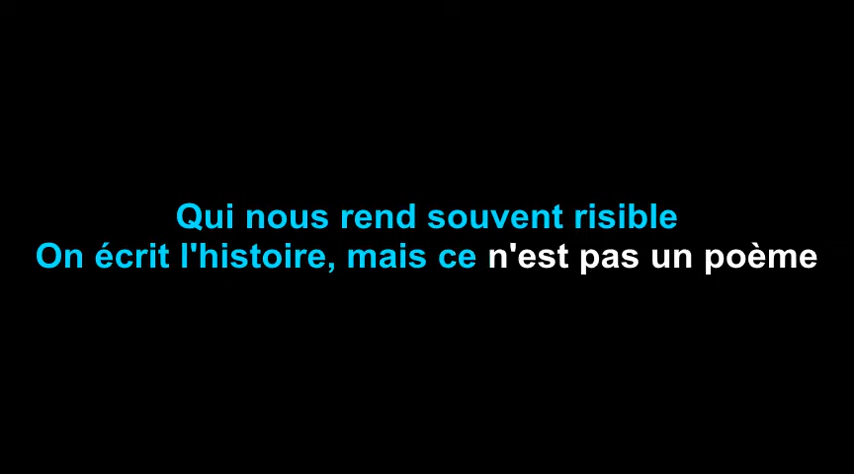 Qui nous rend souvent risible
On écrit l'histoire, mais ce n'est pas un poème